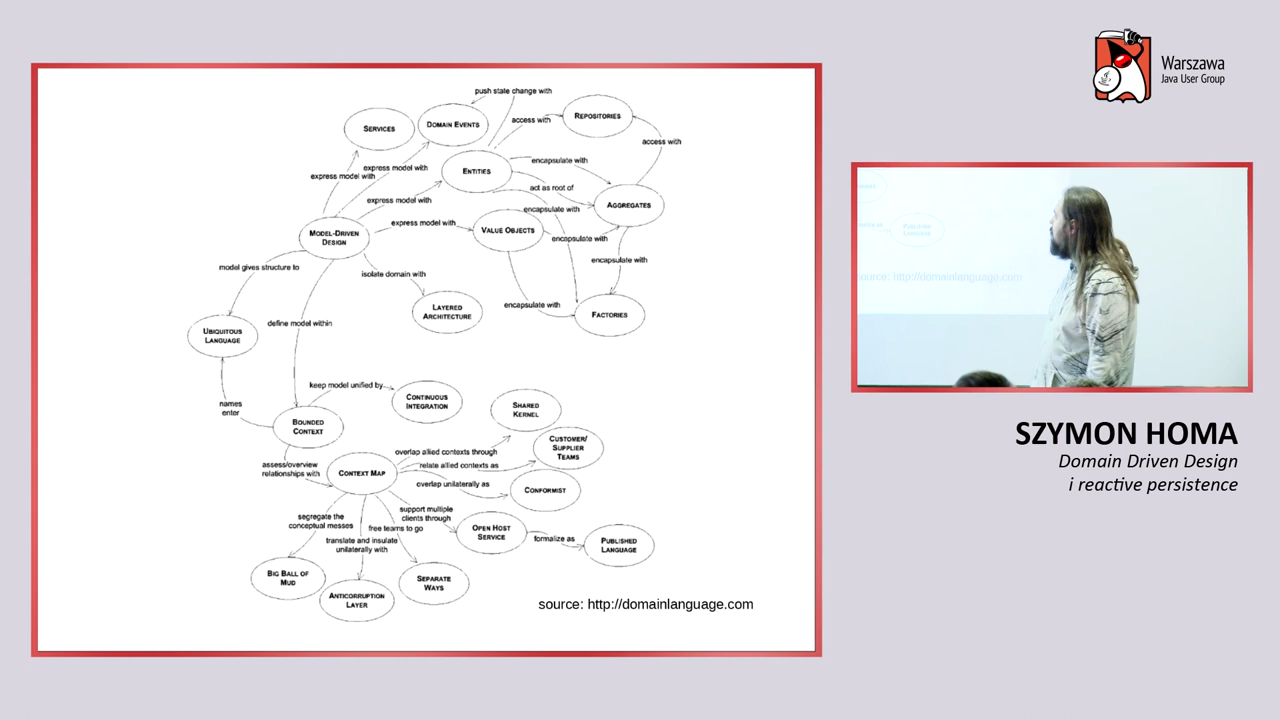 push state change with
SERVICES
DOMAIN EVENTS
access with
REPOSITORIES
access with
express model with
express model with
ENTITIES
encapsulate with
act as root of
express model with
encapsulate with
AGGREGATES
MODEL-DRIVEN
DESIGN
express model with
VALUE OBJECTS
encapsulate with
encapsulate with
model gives structure to
isolate domain with
LAYERED
ARCHITECTURE
encapsulate with
FACTORIES
define model within
UBIQUITOUS
LANGUAGE
names
enter
keep model unified by
CONTINUOUS
INTEGRATION
BOUNDED
CONTEXT
SHARED
KERNEL
assess/overview
relationships with
CONTEXT MAP
overlap allied contexts through
relate allied contexts as
CUSTOMER/
SUPPLIER
TEAMS
overlap unilaterally as
CONFORMIST
segregate the
conceptual messes
support multiple
clients through
free teams to go
OPEN HOST
SERVICE
formalize as
PUBLISHED
LANGUAGE
translate and insulate
unilaterally with
BIG BALL OF
MUD
ANTICORRUPTION
LAYER
SEPARATE
WAYS
source: http://domainlanguage.com
Warszawa
Java User Group
PUBLISHED
LANGUAGE
source: http://domainlanguage.com
SZYMON HOMA
Domain Driven Design
i reactive persistence